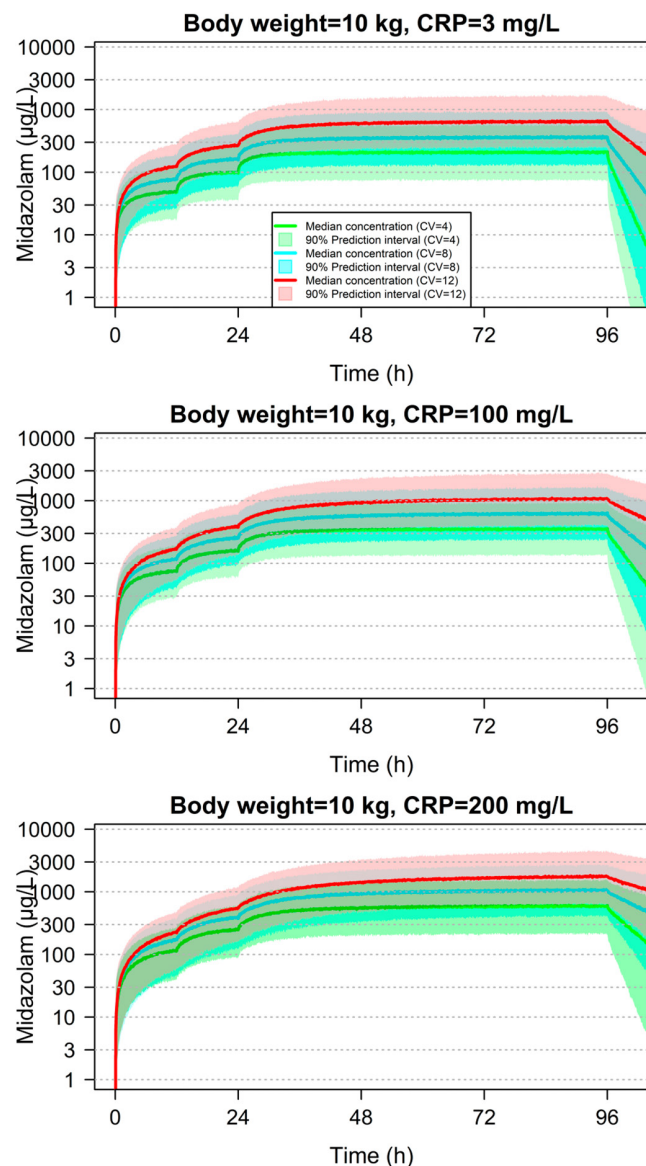 Body weight=10 kg, CRP=3 mg/L
Midazolam (µg/L)
10000
3000
1000
300
100
30
10
3
1
Median concentration (CV=4)
90% Prediction interval (CV=4)
Median concentration (CV=8)
90% Prediction interval (CV=8)
Median concentration (CV=12)
90% Prediction interval (CV=12)
0 24 48 72 96
Time (h)
Body weight=10 kg, CRP=100 mg/L
Midazolam (µg/L)
10000
3000
1000
300
100
30
10
3
1
0 24 48 72 96
Time (h)
Body weight=10 kg, CRP=200 mg/L
Midazolam (µg/L)
10000
3000
1000
300
100
30
10
3
1
0 24 48 72 96
Time (h)